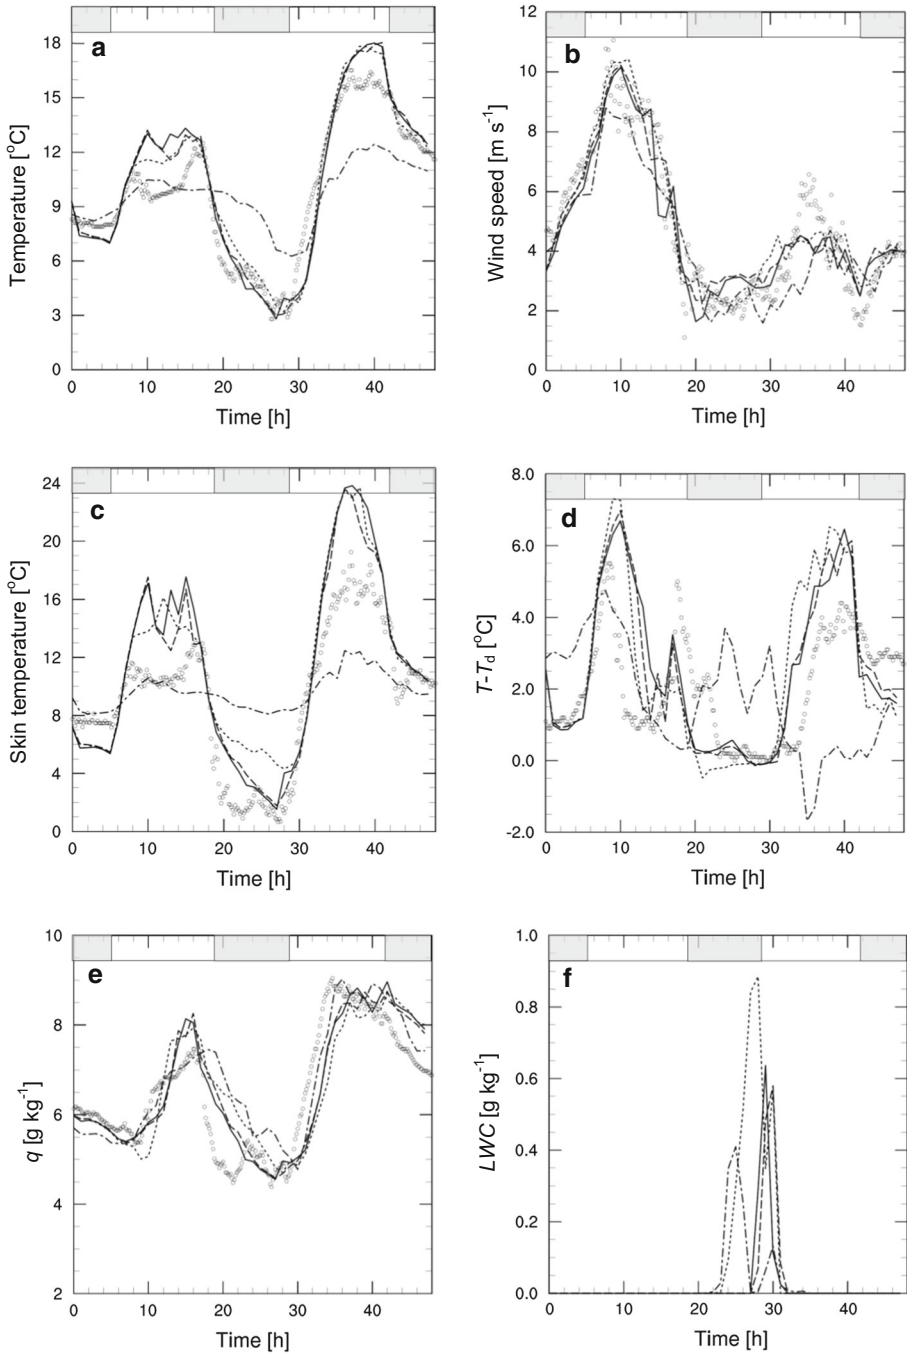 a
Temperature [°C]
18
15
12
9
6
3
0
0 10 20 30 40
Time [h]
b
Wind speed [m s-1]
12
10
8
6
4
2
0
0 10 20 30 40
Time [h]
c
Skin temperature [°C]
24
20
16
12
8
4
0
0 10 20 30 40
Time [h]
d
T-Td [°C]
8.0
6.0
4.0
2.0
0.0
-2.0
0 10 20 30 40
Time [h]
e
q [g kg-1]
10
8
6
4
2
0 10 20 30 40
Time [h]
f
LWC [g kg-1]
1.0
0.8
0.6
0.4
0.2
0.0
0 10 20 30 40
Time [h]